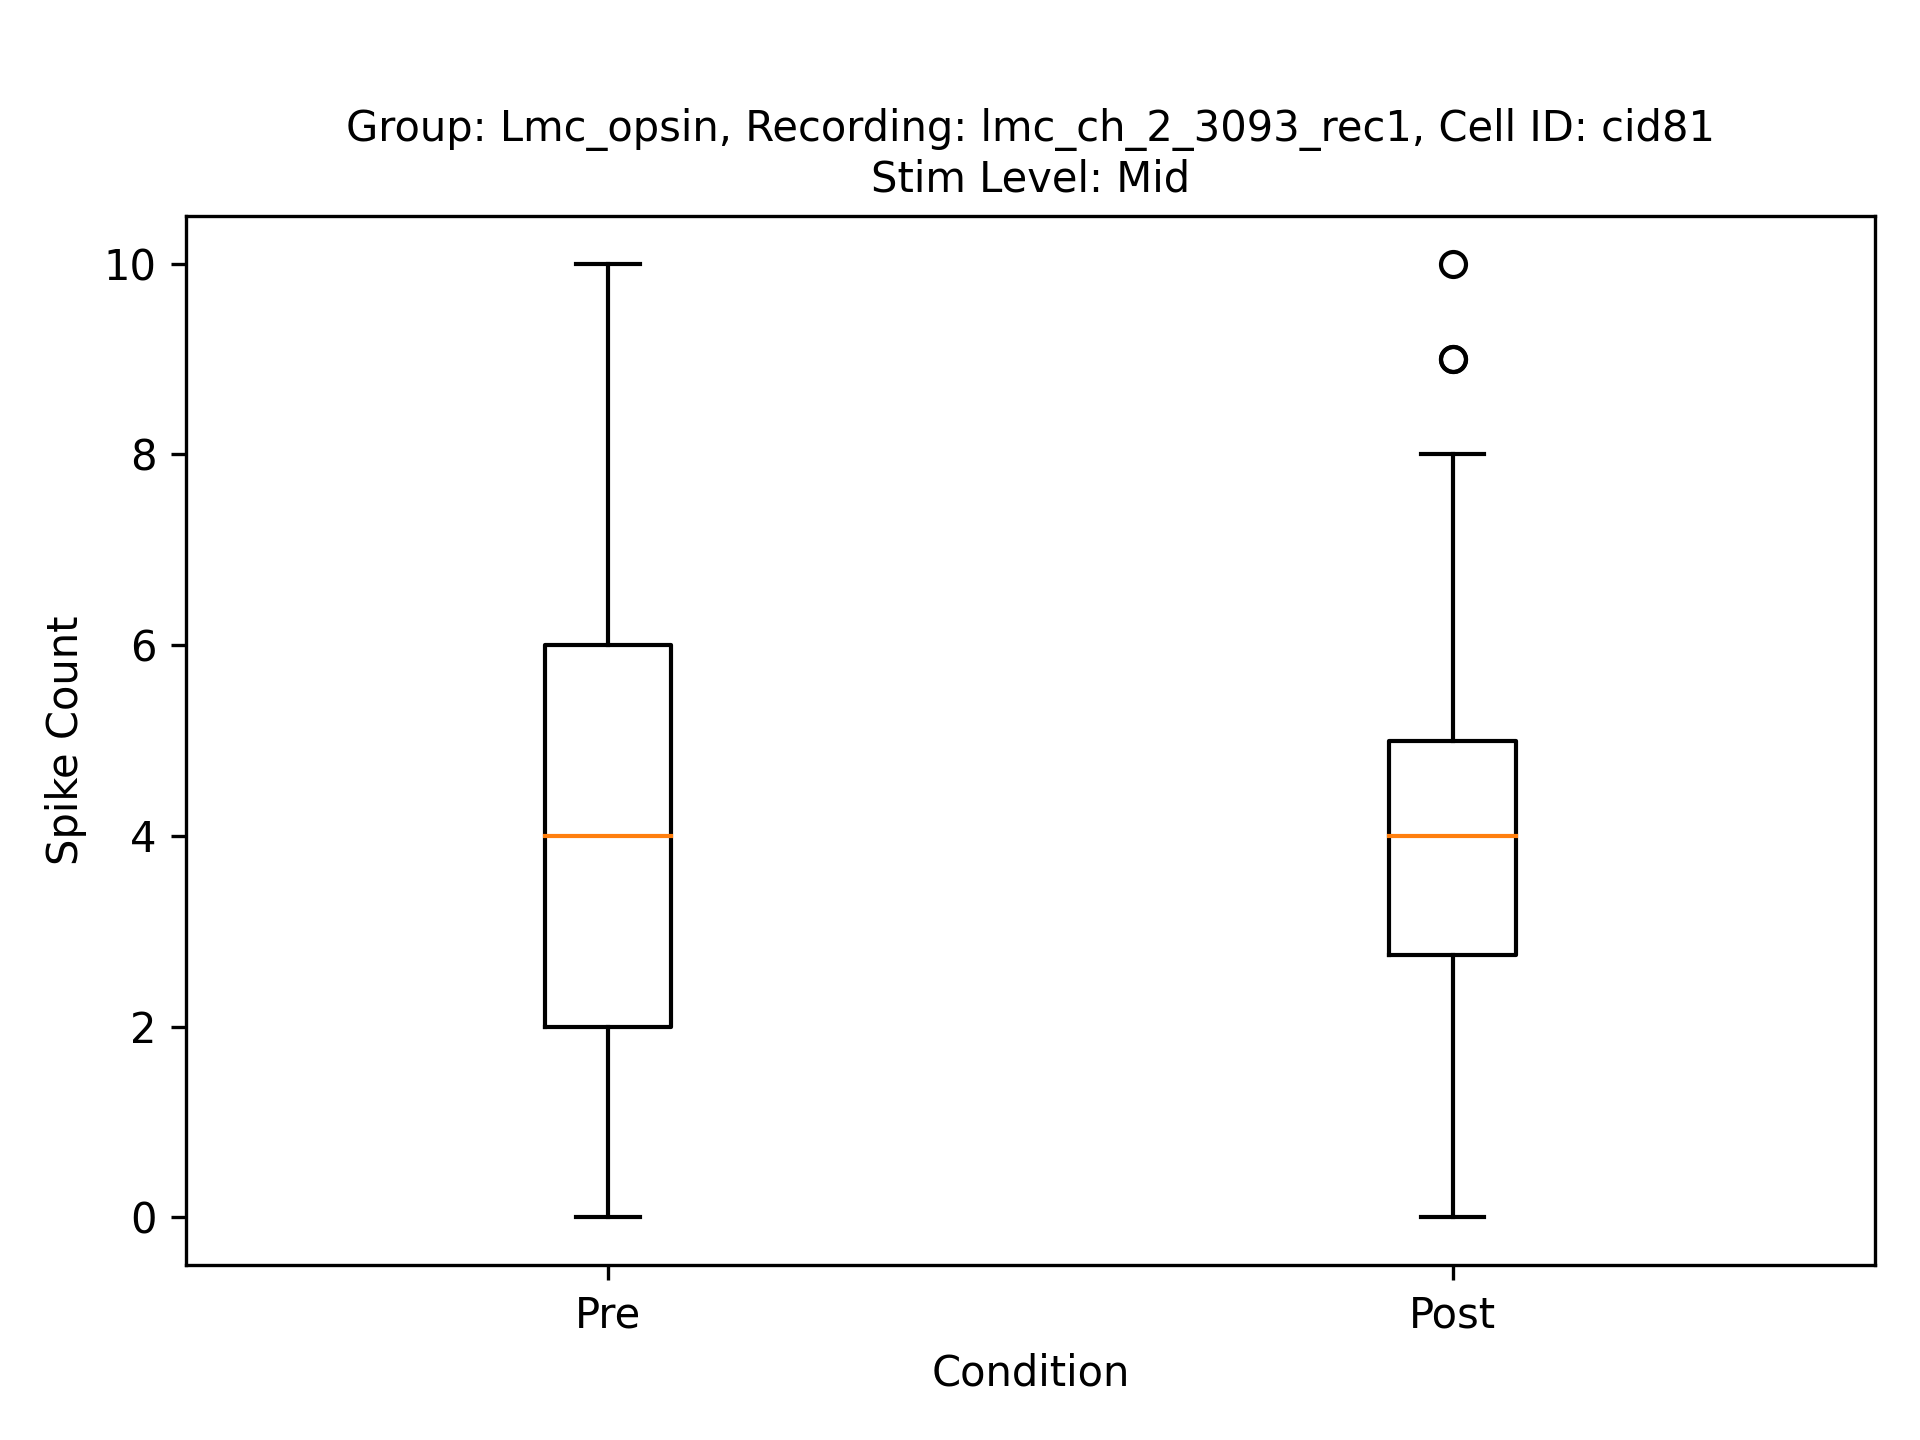 Group: Lmc_opsin, Recording: lmc_ch_2_3093_rec1, Cell ID: cid81
Stim Level: Mid
10
8
6
4
2
0
Spike Count
Pre
Post
Condition